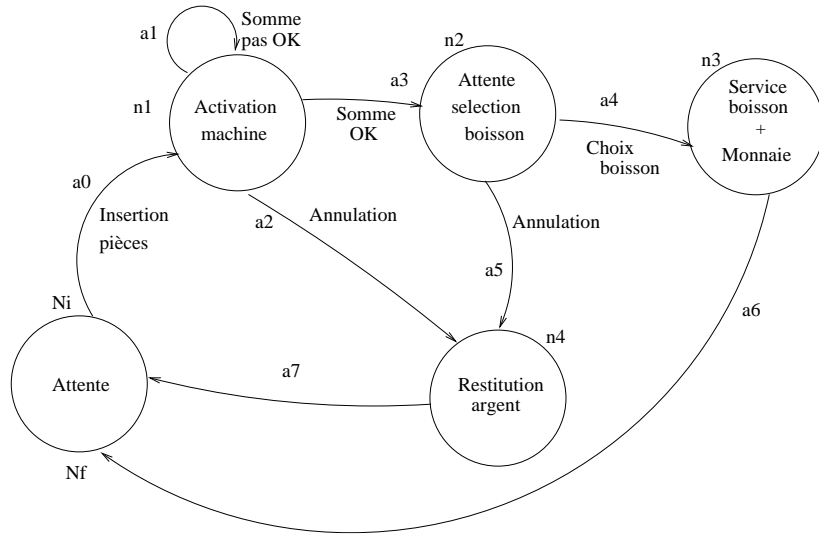 a1
Somme
pas OK
n1
Activation
machine
a3
Somme
OK
n2
Attente
selection
boisson
a4
Choix
boisson
n3
Service
boisson
+
Monnaie
a0
Insertion
pièces
a2
Annulation
Annulation
a5
a6
Ni
Attente
Nf
a7
n4
Restitution
argent